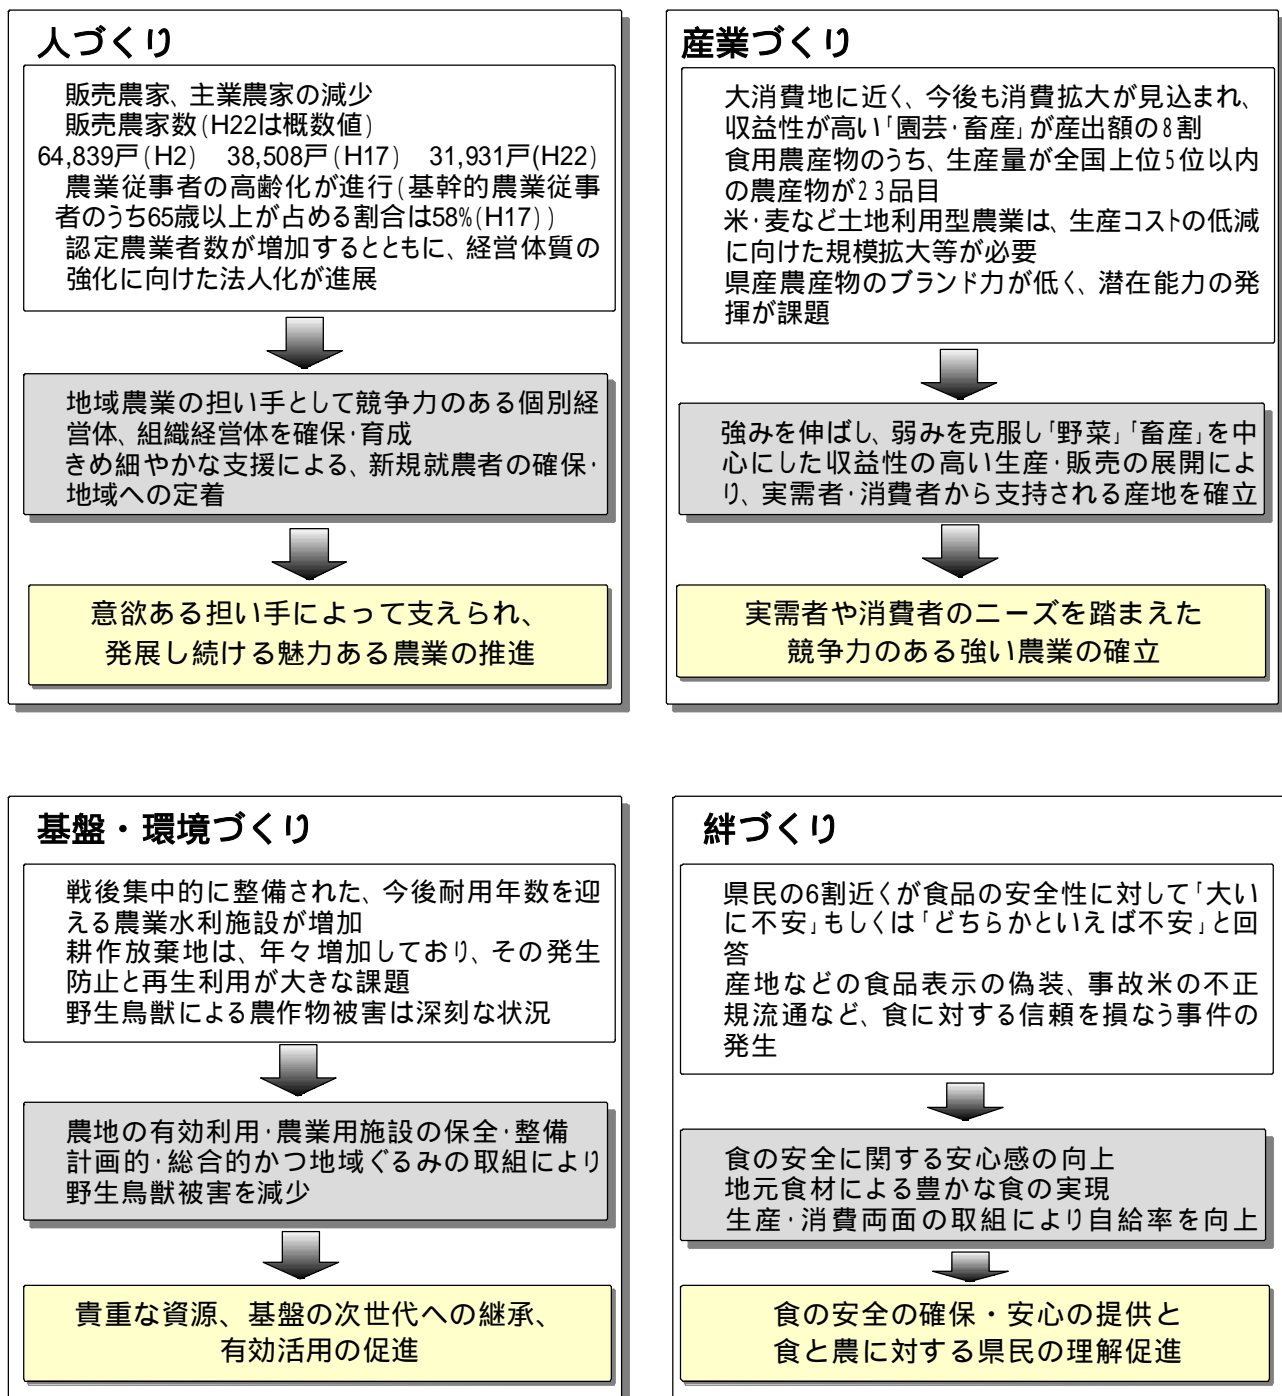 人づくり
販売農家、主業農家の減少
販売農家数(H22は概数値)
64,839戸(H2) 38,508戸(H17) 31,931戸(H22)
農業従事者の高齢化が進行(基幹的農業従事
者のうち65歳以上が占める割合は58%(H17))
認定農業者数が増加するとともに、経営体質の
強化に向けた法人化が進展
地域農業の担い手として競争力のある個別経
営体、組織経営体を確保・育成
きめ細やかな支援による、新規就農者の確保・
地域への定着
意欲ある担い手によって支えられ、
発展し続ける魅力ある農業の推進
産業づくり
大消費地に近く、今後も消費拡大が見込まれ、
収益性が高い「園芸・畜産」が産出額の8割
食用農産物のうち、生産量が全国上位5位以内
の農産物が23品目
米・麦など土地利用型農業は、生産コストの低減
に向けた規模拡大等が必要
県産農産物のブランド力が低く、潜在能力の発
揮が課題
強みを伸ばし、弱みを克服し「野菜」「畜産」を中
心にした収益性の高い生産・販売の展開によ
り、実需者・消費者から支持される産地を確立
実需者や消費者のニーズを踏まえた
競争力のある強い農業の確立
基盤・環境づくり
戦後集中的に整備された、今後耐用年数を迎
える農業水利施設が増加
耕作放棄地は、年々増加しており、その発生
防止と再生利用が大きな課題
野生鳥獣による農作物被害は深刻な状況
農地の有効利用・農業用施設の保全・整備
計画的・総合的かつ地域ぐるみの取組により
野生鳥獣被害を減少
貴重な資源、基盤の次世代への継承、
有効活用の促進
絆づくり
県民の6割近くが食品の安全性に対して「大い
に不安」もしくは「どちらかといえば不安」と回
答
産地などの食品表示の偽装、事故米の不正
規流通など、食に対する信頼を損なう事件の
発生
食の安全に関する安心感の向上
地元食材による豊かな食の実現
生産・消費両面の取組により自給率を向上
食の安全の確保・安心の提供と
食と農に対する県民の理解促進